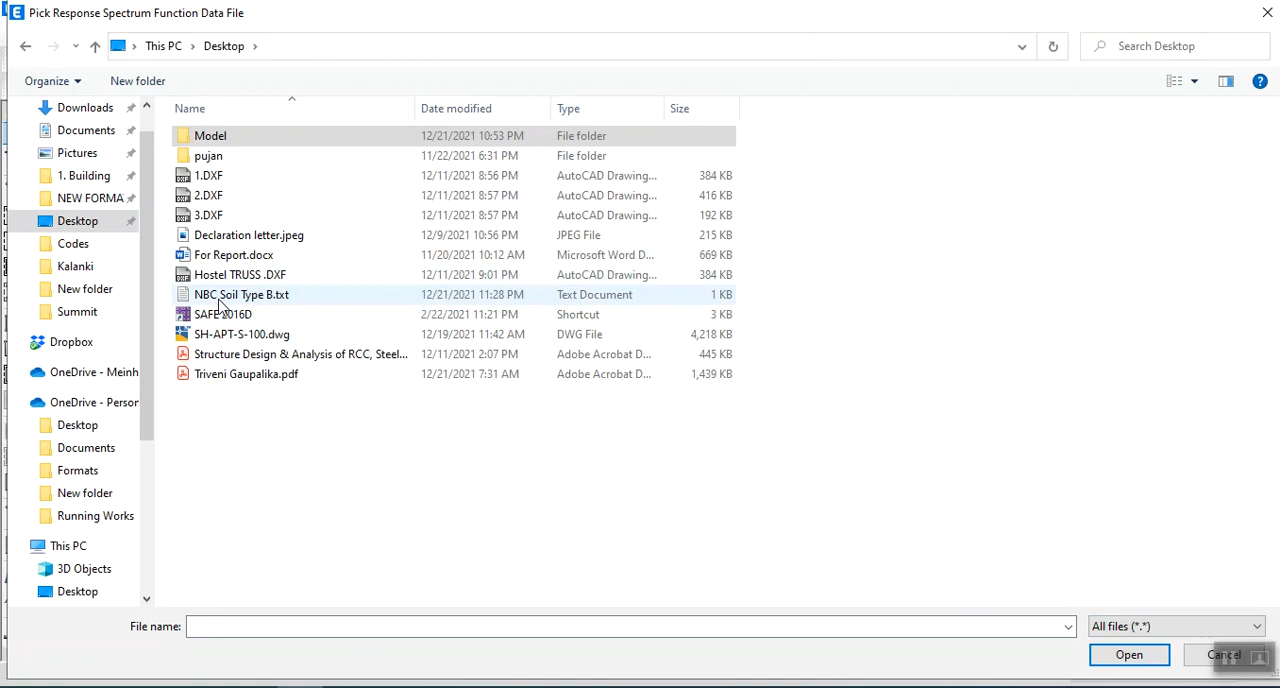 Pick Response Spectrum Function Data File
This PC Desktop
Search Desktop
Organize New folder
Name Date modified Type Size
Downloads
Documents
Pictures
1. Building
NEW FORMA
Desktop
Codes
Kalanki
New folder
Summit
Dropbox
OneDrive - Meinh
OneDrive - Person
Desktop
Documents
Formats
New folder
Running Works
This PC
3D Objects
Desktop
Model 12/21/2021 10:53 PM File folder
pujan 11/22/2021 6:31 PM File folder
1.DXF 12/11/2021 8:56 PM AutoCAD Drawing... 384 KB
2.DXF 12/11/2021 8:57 PM AutoCAD Drawing... 416 KB
3.DXF 12/11/2021 8:57 PM AutoCAD Drawing... 192 KB
Declaration letter.jpeg 12/9/2021 10:56 PM JPEG File 215 KB
For Report.docx 11/20/2021 10:12 AM Microsoft Word D... 669 KB
Hostel TRUSS .DXF 12/11/2021 9:01 PM AutoCAD Drawing... 384 KB
NBC Soil Type B.txt 12/21/2021 11:28 PM Text Document 1 KB
SAFE 2016D 2/22/2021 11:21 PM Shortcut 3 KB
SH-APT-S-100.dwg 12/19/2021 11:42 AM DWG File 4,218 KB
Structure Design & Analysis of RCC, Steel... 12/11/2021 2:07 PM Adobe Acrobat D... 445 KB
Triveni Gaupalika.pdf 12/21/2021 7:31 AM Adobe Acrobat D... 1,439 KB
File name: All files (*.*)
Open Cancel